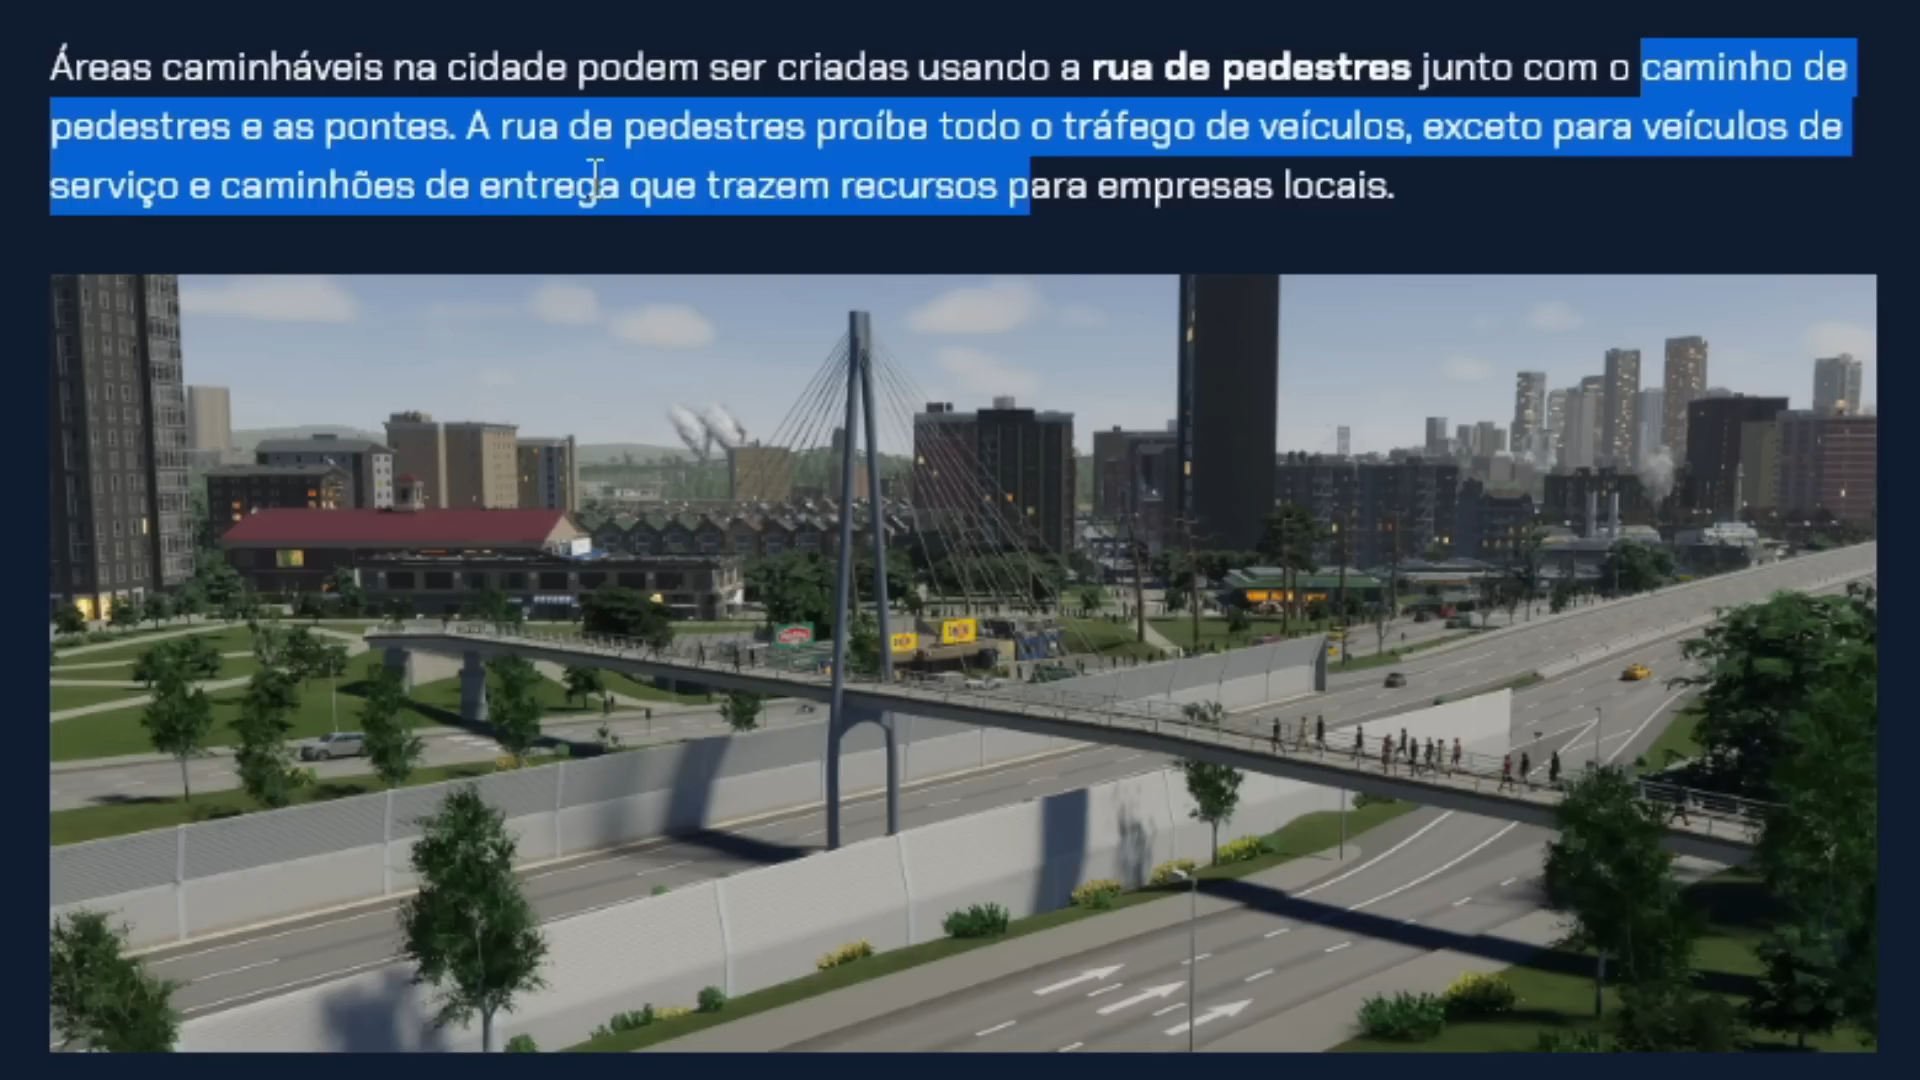 Áreas caminháveis na cidade podem ser criadas usando a rua de pedestres junto com o caminho de
pedestres e as pontes. A rua de pedestres proíbe todo o tráfego de veículos, exceto para veículos de
serviço e caminhões de entrega que trazem recursos para empresas locais.